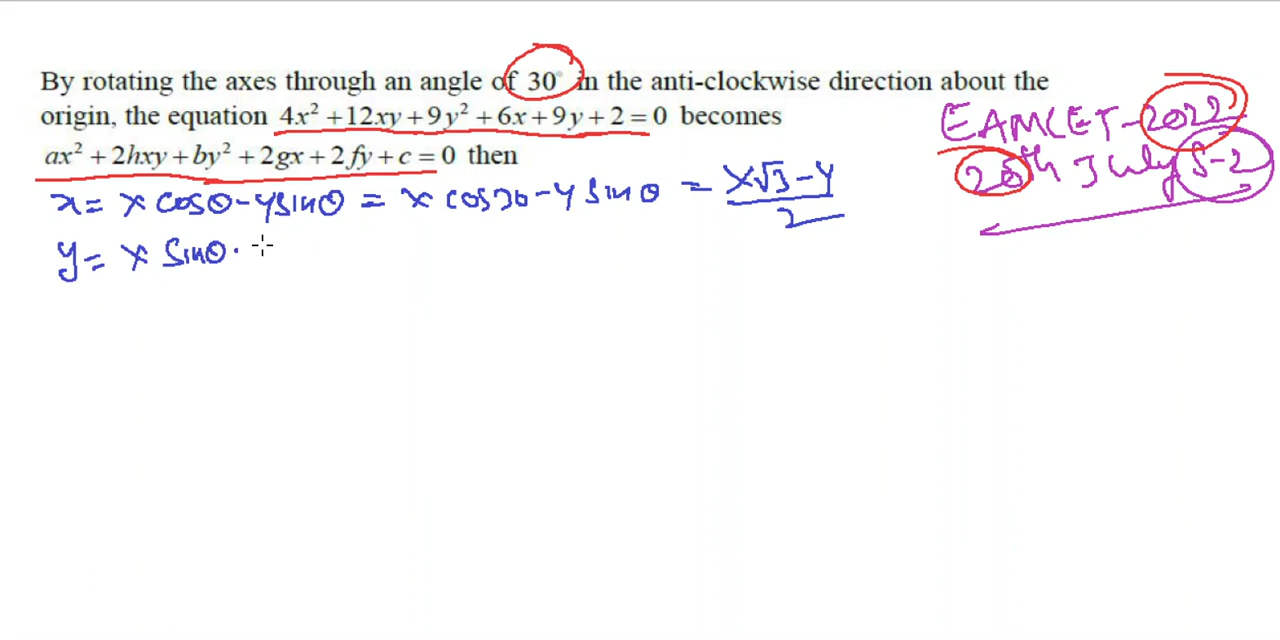 By rotating the axes through an angle of 30° in the anti-clockwise direction about the
origin, the equation 4x² + 12xy + 9y² + 6x + 9y + 2 = 0 becomes
ax² + 2hxy + by² + 2gx + 2fy + c = 0 then
EAMCET-2022
20th July S-2
x = X cosθ - Y sinθ = X cos30 - Y sinθ = (X√3 - Y)/2
y = X sinθ ·